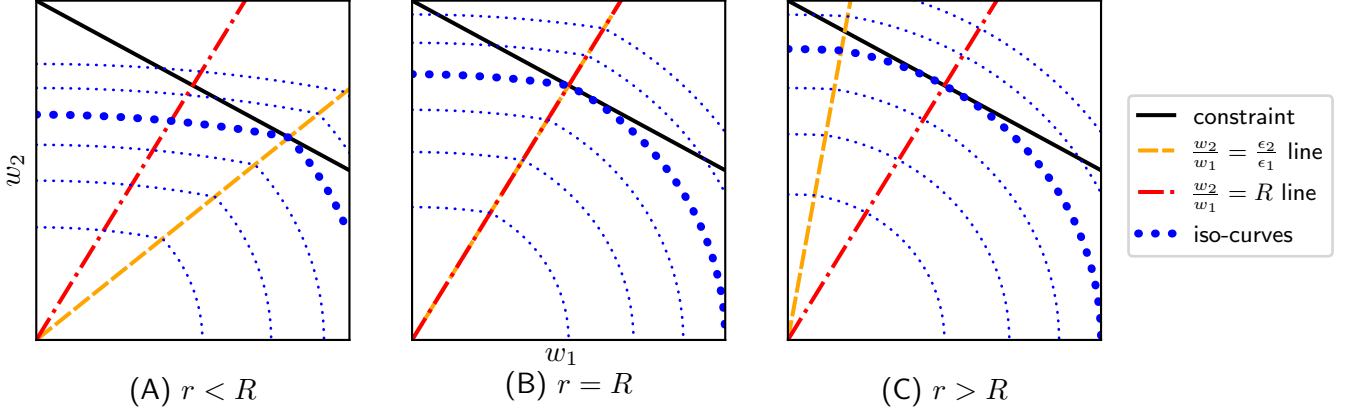 w₂
constraint
w₂/w₁ = ϵ₂/ϵ₁ line
w₂/w₁ = R line
iso-curves
w₁
(A) r < R
(B) r = R
(C) r > R